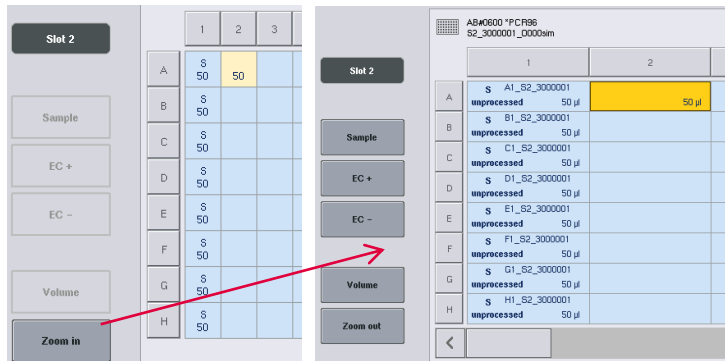 Slot 2
Sample
EC +
EC −
Volume
Zoom in
1 2 3
A S 50 50
B S 50
C S 50
D S 50
E S 50
F S 50
G S 50
H S 50
AB#0600 *PCR96
S2_3000001_0000sim
Slot 2
Sample
EC +
EC −
Volume
Zoom out
1 2
A S A1_S2_3000001
unprocessed 50 µl 50 µl
B S B1_S2_3000001
unprocessed 50 µl
C S C1_S2_3000001
unprocessed 50 µl
D S D1_S2_3000001
unprocessed 50 µl
E S E1_S2_3000001
unprocessed 50 µl
F S F1_S2_3000001
unprocessed 50 µl
G S G1_S2_3000001
unprocessed 50 µl
H S H1_S2_3000001
unprocessed 50 µl
<